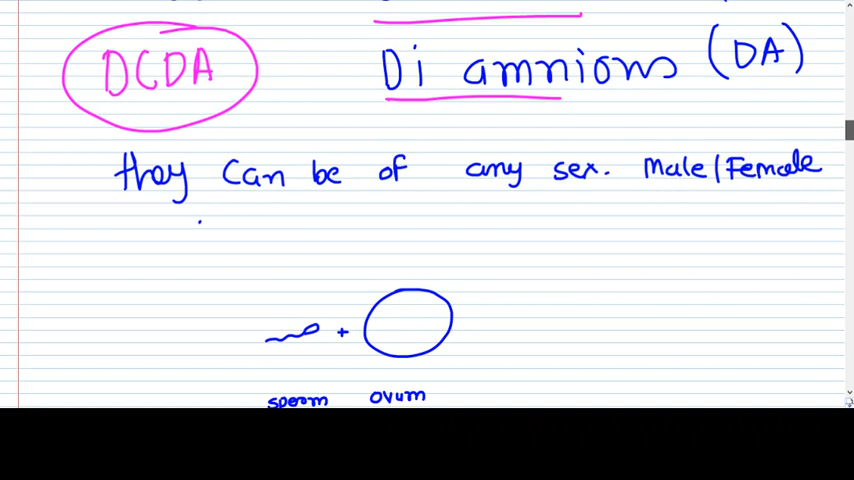 DCDA Di amnions (DA)
they can be of any sex. Male/Female
+
sperm ovum